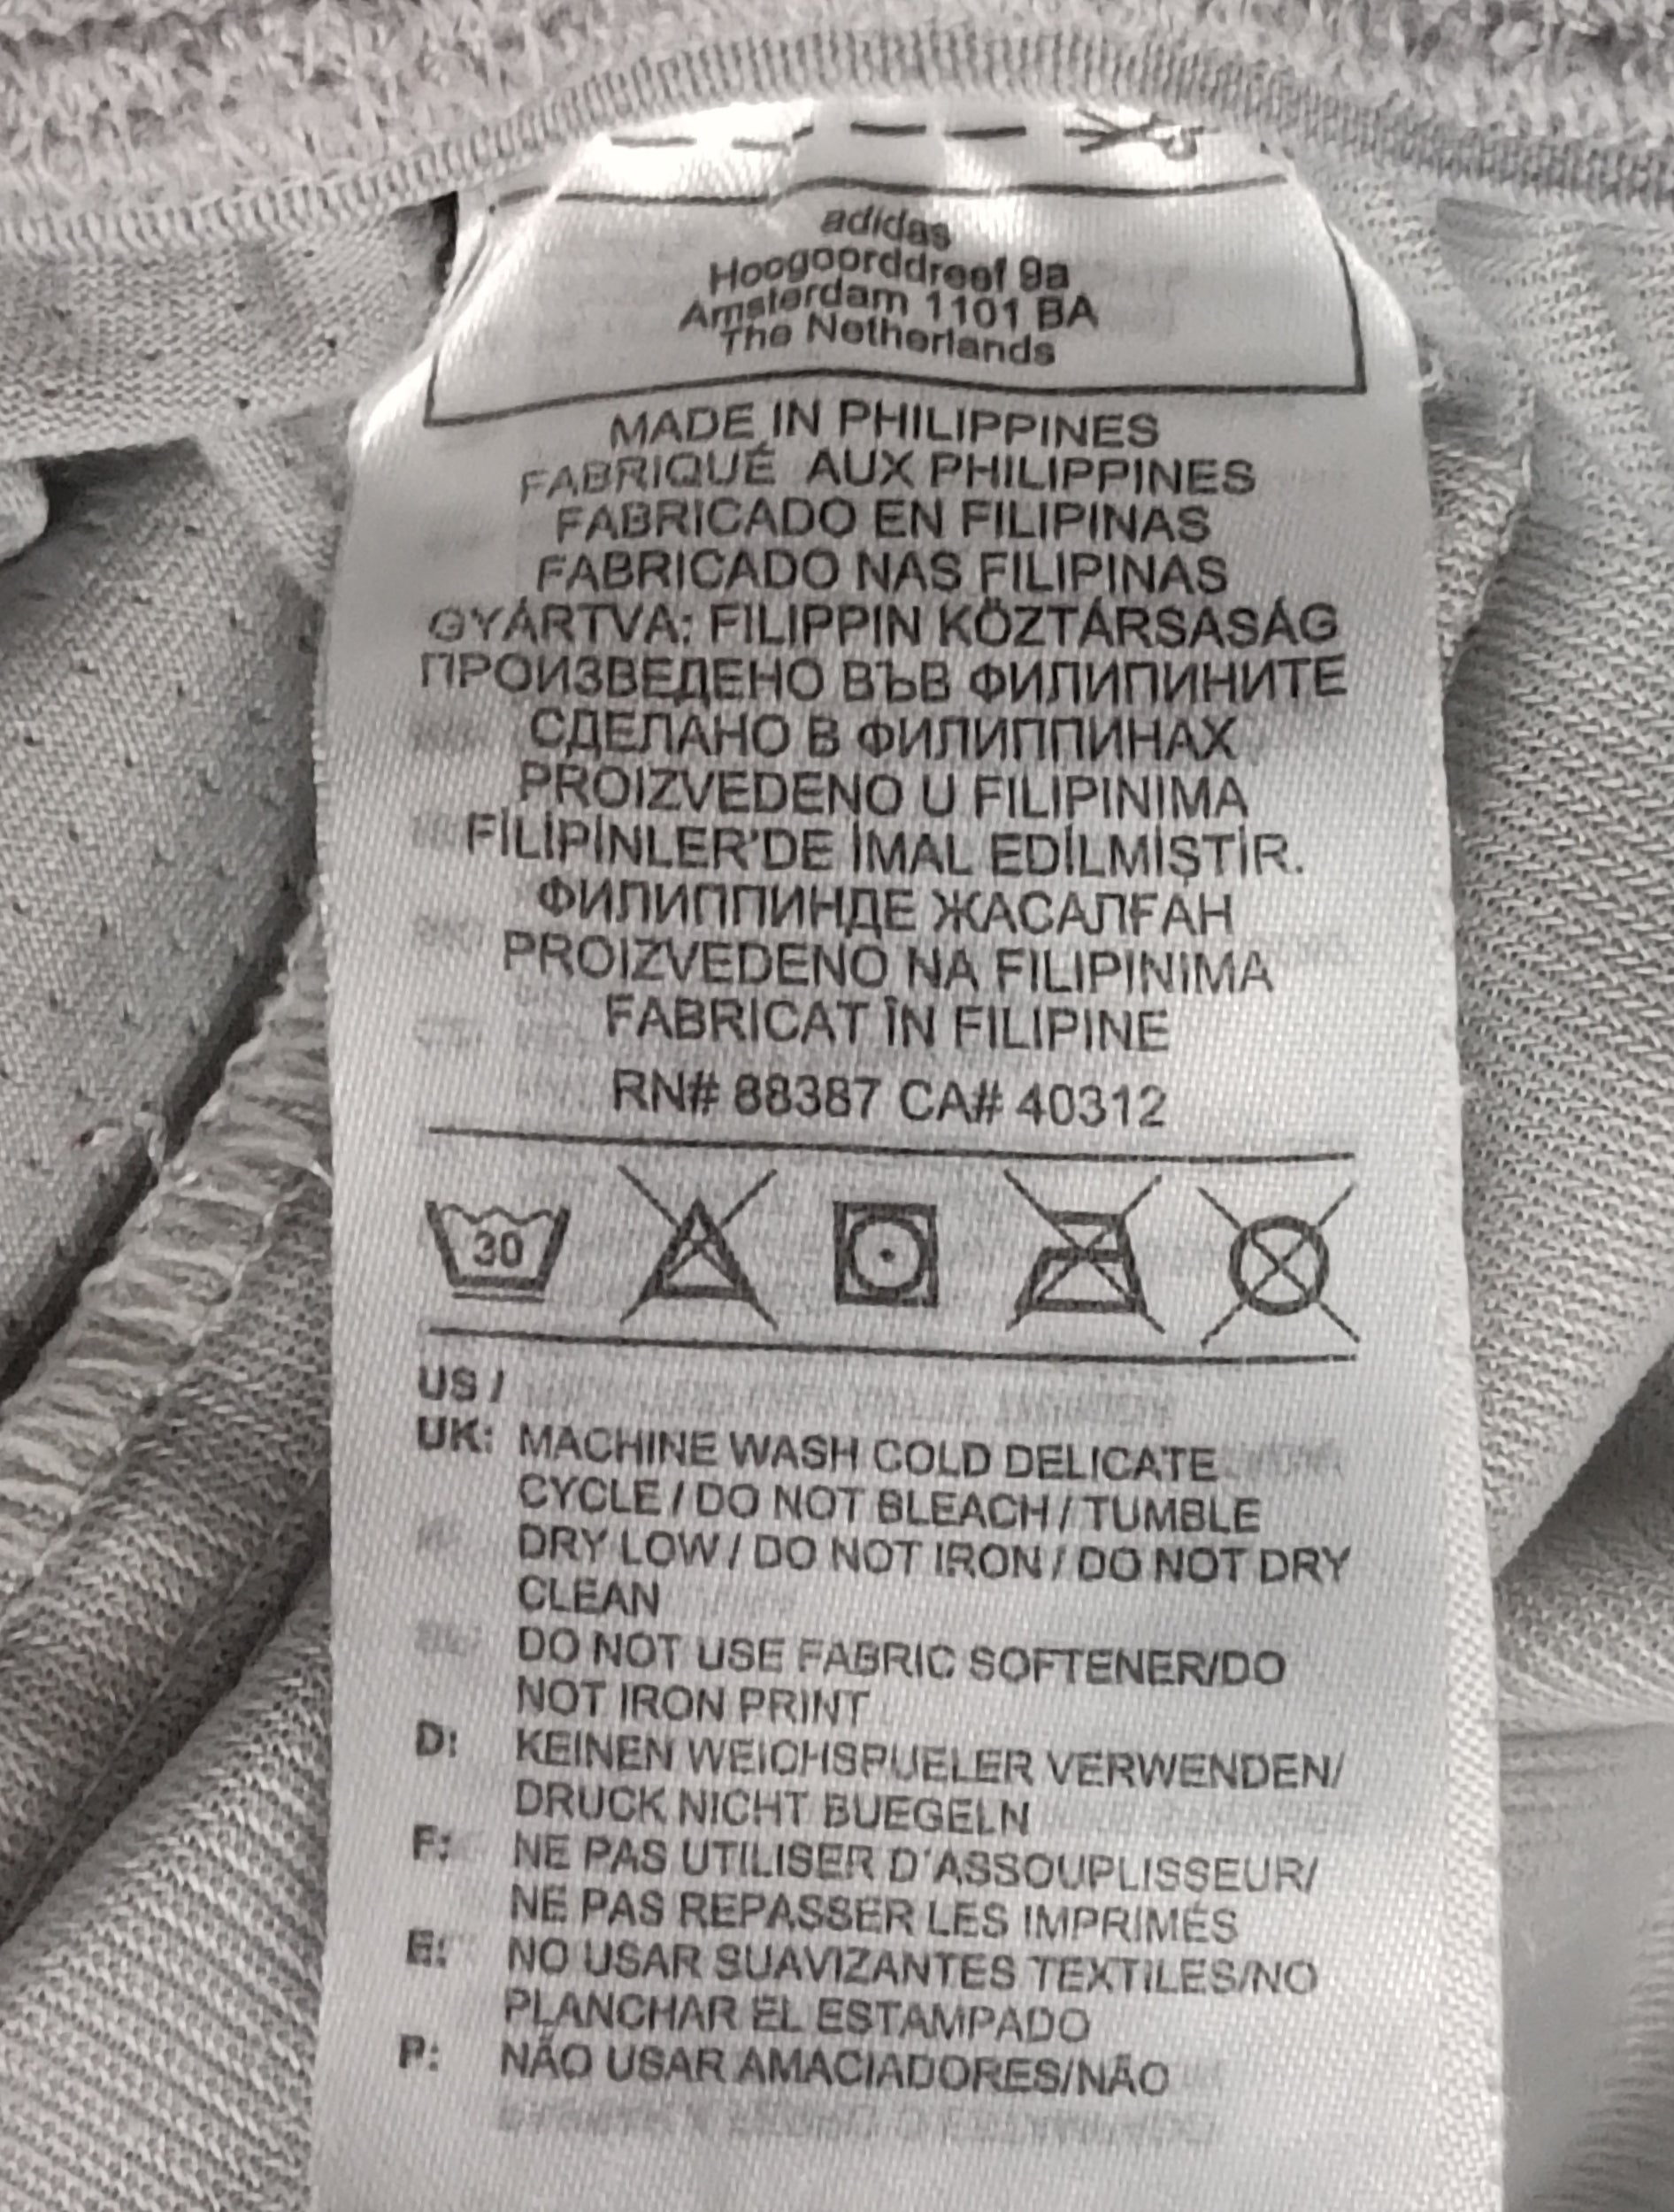 adidas
Hoogoorddreef 9a
Amsterdam 1101 BA
The Netherlands
MADE IN PHILIPPINES
FABRIQUÉ AUX PHILIPPINES
FABRICADO EN FILIPINAS
FABRICADO NAS FILIPINAS
GYÁRTVA: FILIPPIN KÖZTÁRSASÁG
ПРОИЗВЕДЕНО ВЪВ ФИЛИПИНИТЕ
СДЕЛАНО В ФИЛИППИНАХ
PROIZVEDENO U FILIPINIMA
FİLİPİNLER'DE İMAL EDİLMİŞTİR.
ФИЛИППИНДЕ ЖАСАЛҒАН
PROIZVEDENO NA FILIPINIMA
FABRICAT ÎN FILIPINE
RN# 88387 CA# 40312
30
US /
UK: MACHINE WASH COLD DELICATE
CYCLE / DO NOT BLEACH / TUMBLE
DRY LOW / DO NOT IRON / DO NOT DRY
CLEAN
DO NOT USE FABRIC SOFTENER/DO
NOT IRON PRINT
D: KEINEN WEICHSPUELER VERWENDEN/
DRUCK NICHT BUEGELN
F: NE PAS UTILISER D'ASSOUPLISSEUR/
NE PAS REPASSER LES IMPRIMÉS
E: NO USAR SUAVIZANTES TEXTILES/NO
PLANCHAR EL ESTAMPADO
P: NÃO USAR AMACIADORES/NÃO